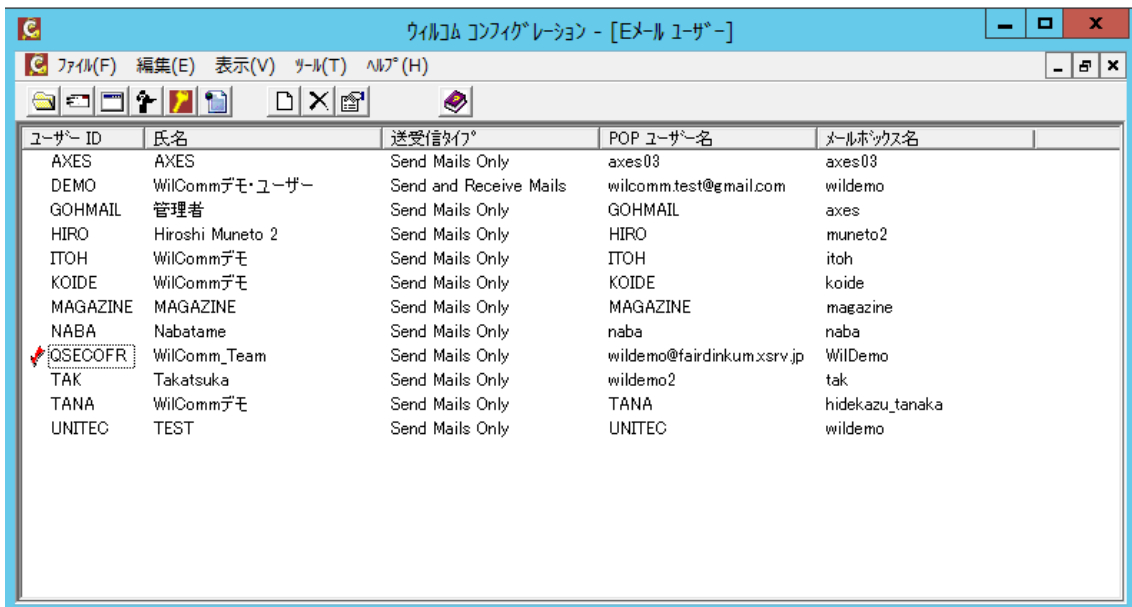 ウィルコム コンフィグレーション - [Eメール ユーザー]
ファイル(F) 編集(E) 表示(V) ツール(T) ヘルプ(H)
ユーザー ID 氏名 送受信タイプ POP ユーザー名 メールボックス名
AXES AXES Send Mails Only axes03 axes03
DEMO WilCommデモ・ユーザー Send and Receive Mails wilcomm.test@gmail.com wildemo
GOHMAIL 管理者 Send Mails Only GOHMAIL axes
HIRO Hiroshi Muneto 2 Send Mails Only HIRO muneto2
ITOH WilCommデモ Send Mails Only ITOH itoh
KOIDE WilCommデモ Send Mails Only KOIDE koide
MAGAZINE MAGAZINE Send Mails Only MAGAZINE magazine
NABA Nabatame Send Mails Only naba naba
QSECOFR WilComm_Team Send Mails Only wildemo@fairdinkum.xsrv.jp WilDemo
TAK Takatsuka Send Mails Only wildemo2 tak
TANA WilCommデモ Send Mails Only TANA hidekazu_tanaka
UNITEC TEST Send Mails Only UNITEC wildemo